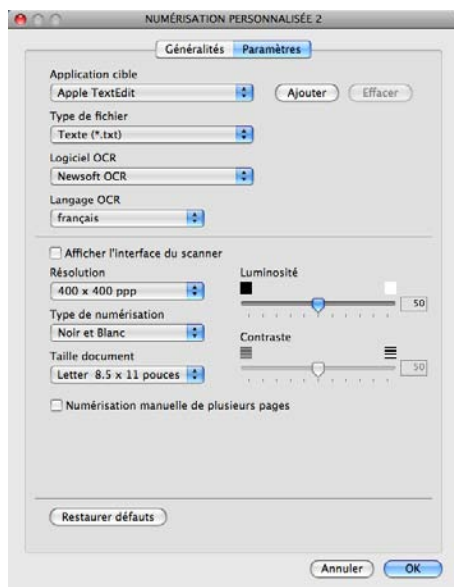 NUMÉRISATION PERSONNALISÉE 2
Généralités Paramètres
Application cible
Apple TextEdit Ajouter Effacer
Type de fichier
Texte (*.txt)
Logiciel OCR
Newsoft OCR
Langage OCR
français
Afficher l'interface du scanner
Résolution Luminosité
400 x 400 ppp 50
Type de numérisation
Noir et Blanc Contraste
Taille document
Letter 8.5 x 11 pouces 50
Numérisation manuelle de plusieurs pages
Restaurer défauts
Annuler OK